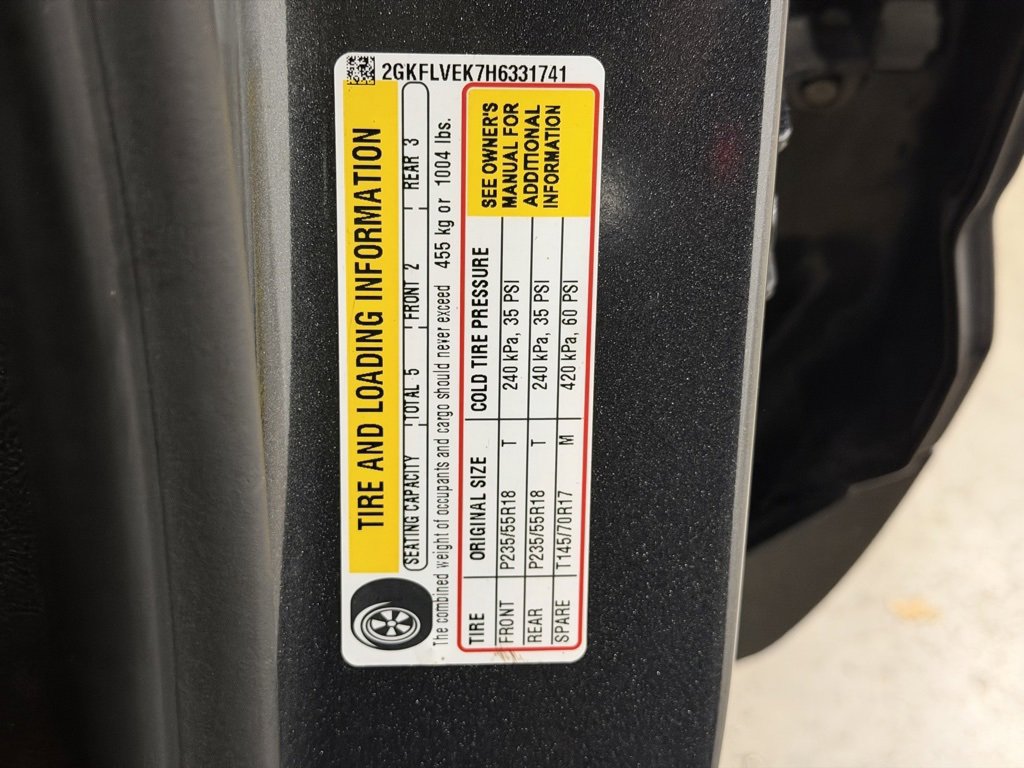 2GKFLVEK7H6331741
TIRE AND LOADING INFORMATION
SEATING CAPACITY TOTAL 5 FRONT 2 REAR 3
The combined weight of occupants and cargo should never exceed 455 kg or 1004 lbs.
TIRE ORIGINAL SIZE COLD TIRE PRESSURE
FRONT P235/55R18 T 240 kPa, 35 PSI
REAR P235/55R18 T 240 kPa, 35 PSI
SPARE T145/70R17 M 420 kPa, 60 PSI
SEE OWNER'S
MANUAL FOR
ADDITIONAL
INFORMATION